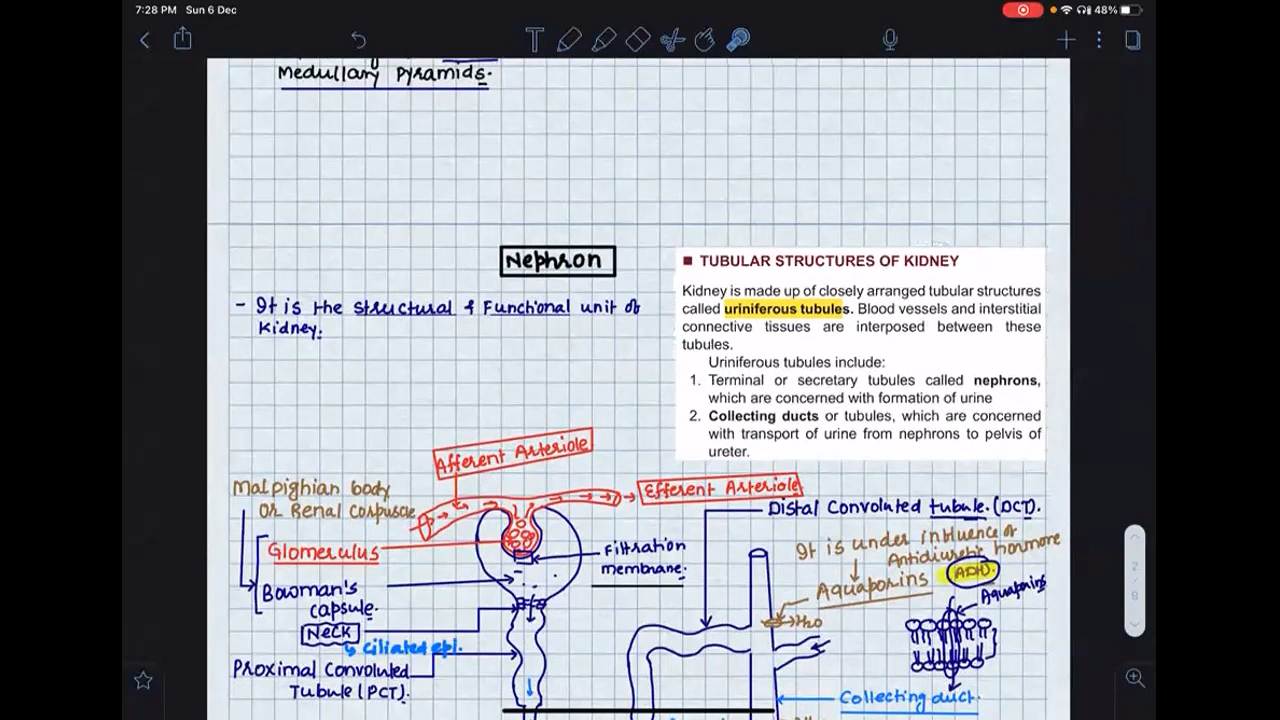 7:28 PM Sun 6 Dec
48%
Medullary Pyramids.
Nephron
- It is the structural & Functional unit of
Kidney.
■ TUBULAR STRUCTURES OF KIDNEY
Kidney is made up of closely arranged tubular structures
called uriniferous tubules. Blood vessels and interstitial
connective tissues are interposed between these
tubules.
Uriniferous tubules include:
1. Terminal or secretary tubules called nephrons,
which are concerned with formation of urine
2. Collecting ducts or tubules, which are concerned
with transport of urine from nephrons to pelvis of
ureter.
Afferent Arteriole
Efferent Arteriole
Malpighian body
or Renal corpuscle
Distal Convoluted tubule. (DCT).
It is under influence of
Antidiuretic hormone
(ADH).
Glomerulus
Filtration
membrane.
Aquaporins
Aquaporins
Bowman's
capsule.
H2O
Neck
ciliated epi.
Proximal Convoluted
Tubule (PCT).
Collecting duct.
2
8